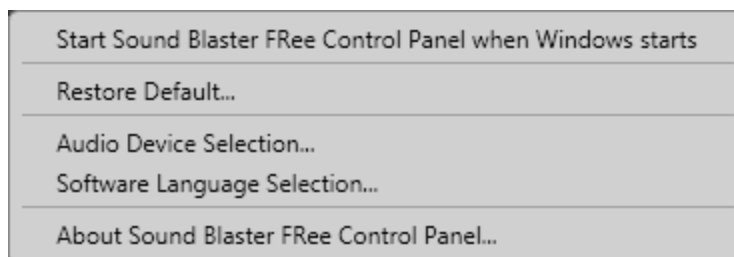 Start Sound Blaster FRee Control Panel when Windows starts
Restore Default...
Audio Device Selection...
Software Language Selection...
About Sound Blaster FRee Control Panel...